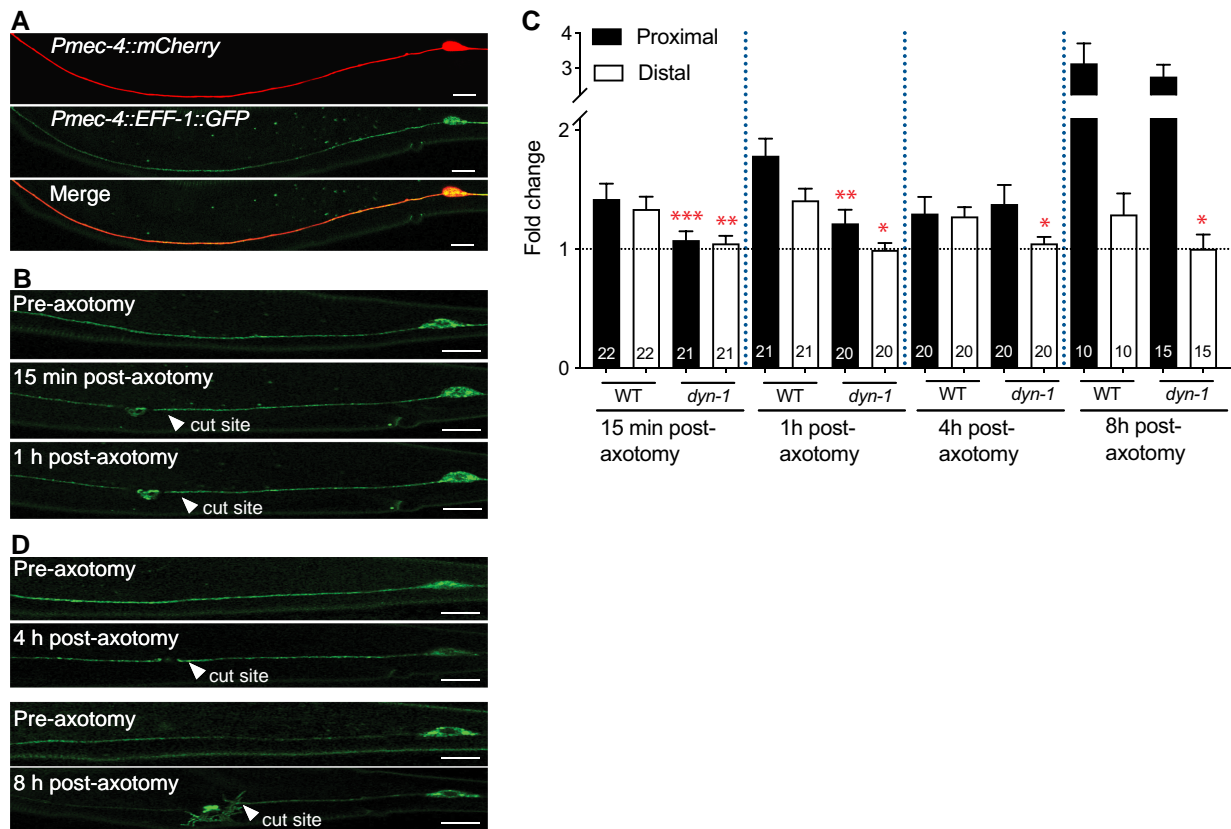 A
Pmec-4::mCherry
Pmec-4::EFF-1::GFP
Merge
B
Pre-axotomy
15 min post-axotomy
cut site
1 h post-axotomy
cut site
D
Pre-axotomy
4 h post-axotomy
cut site
Pre-axotomy
8 h post-axotomy
cut site
C
Proximal
Distal
Fold change
4
3
2
1
0
*** ** ** * * *
22 22 21 21 21 21 20 20 20 20 20 20 10 10 15 15
WT dyn-1 WT dyn-1 WT dyn-1 WT dyn-1
15 min post-
axotomy
1h post-
axotomy
4h post-
axotomy
8h post-
axotomy